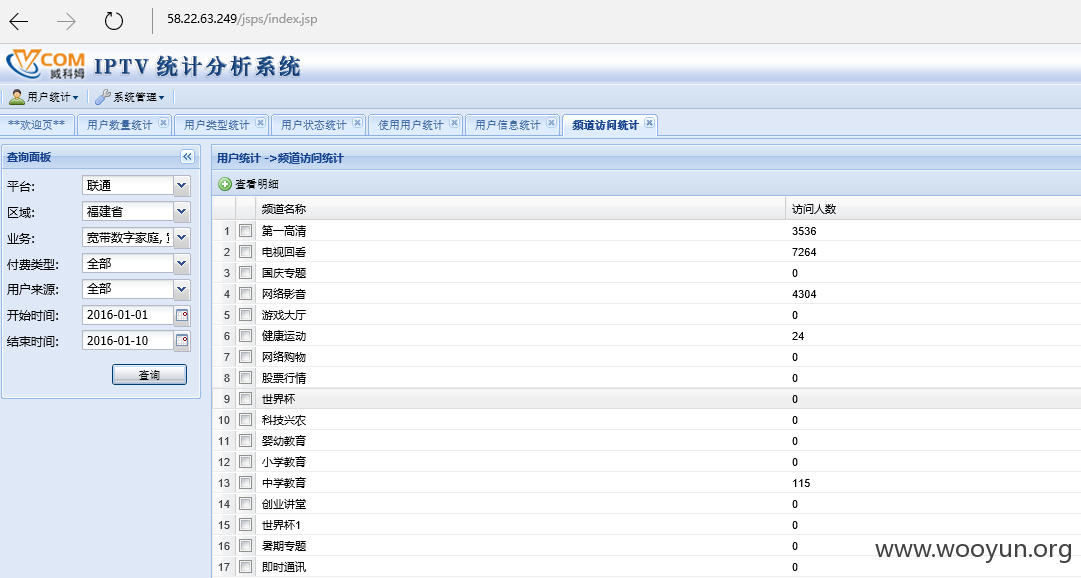 58.22.63.249/jsps/index.jsp
VCOM 威科姆 IPTV 统计分析系统
用户统计 系统管理
**欢迎页** 用户数量统计 用户类型统计 用户状态统计 使用用户统计 用户信息统计 频道访问统计
查询面板
平台: 联通
区域: 福建省
业务: 宽带数字家庭,
付费类型: 全部
用户来源: 全部
开始时间: 2016-01-01
结束时间: 2016-01-10
查询
用户统计 ->频道访问统计
查看明细
频道名称 访问人数
1 第一高清 3536
2 电视回看 7264
3 国庆专题 0
4 网络影音 4304
5 游戏大厅 0
6 健康运动 24
7 网络购物 0
8 股票行情 0
9 世界杯 0
10 科技兴农 0
11 婴幼教育 0
12 小学教育 0
13 中学教育 115
14 创业讲堂 0
15 世界杯1 0
16 暑期专题 0
17 即时通讯 0
www.wooyun.org